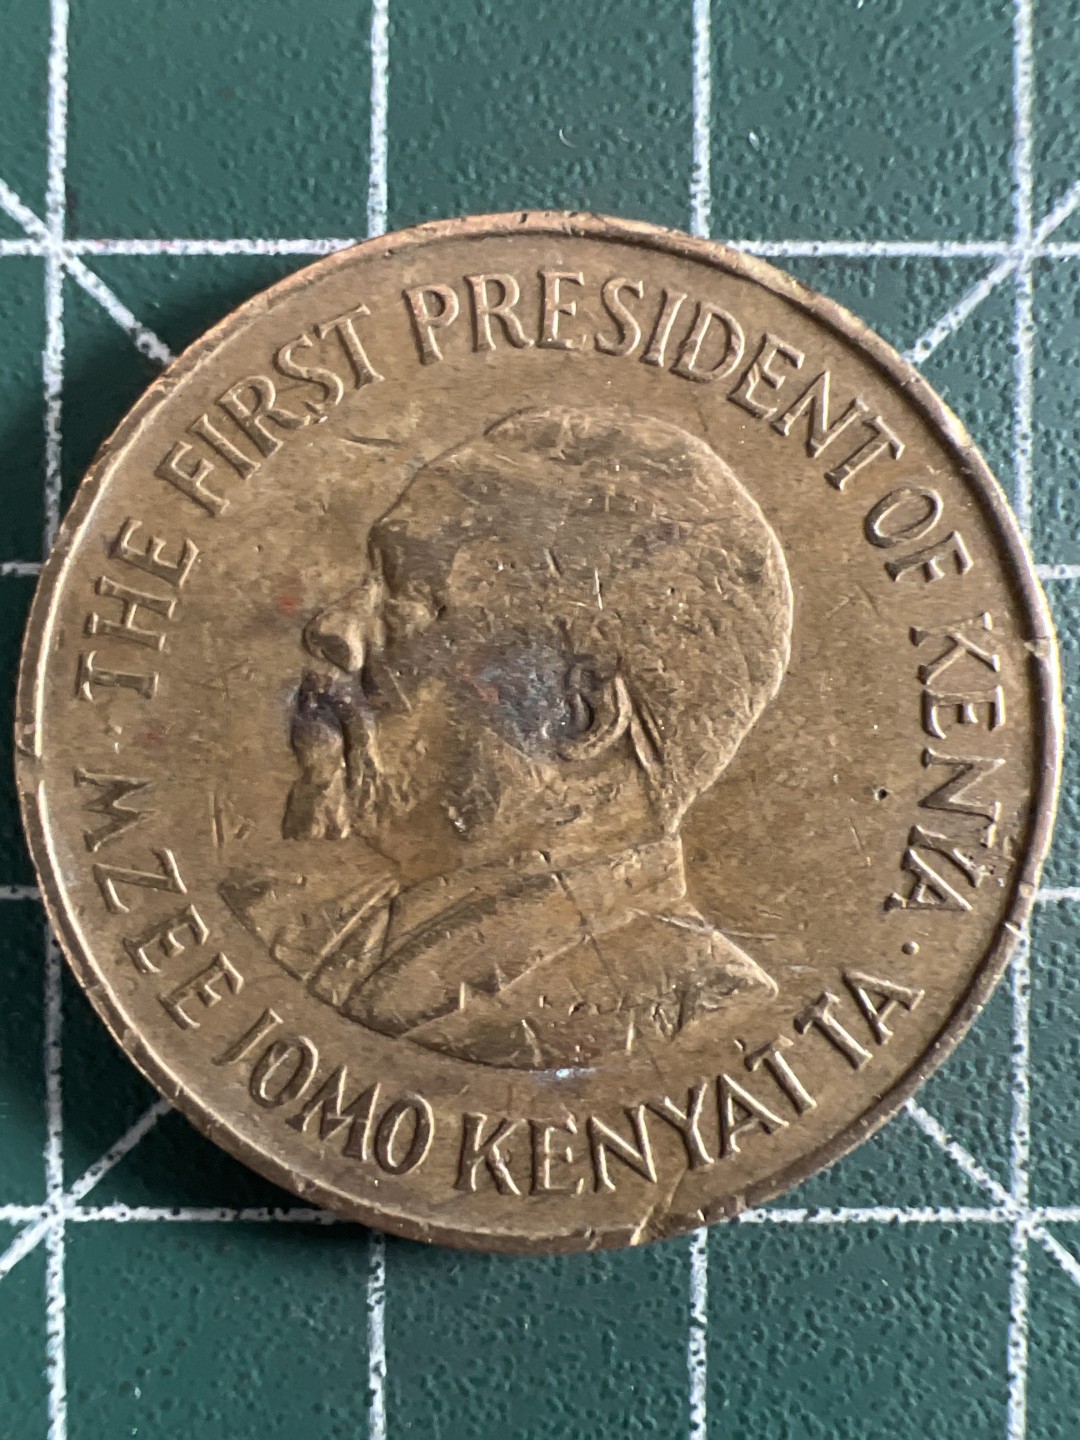 · THE FIRST PRESIDENT OF KENYA ·
MZEE JOMO KENYATTA